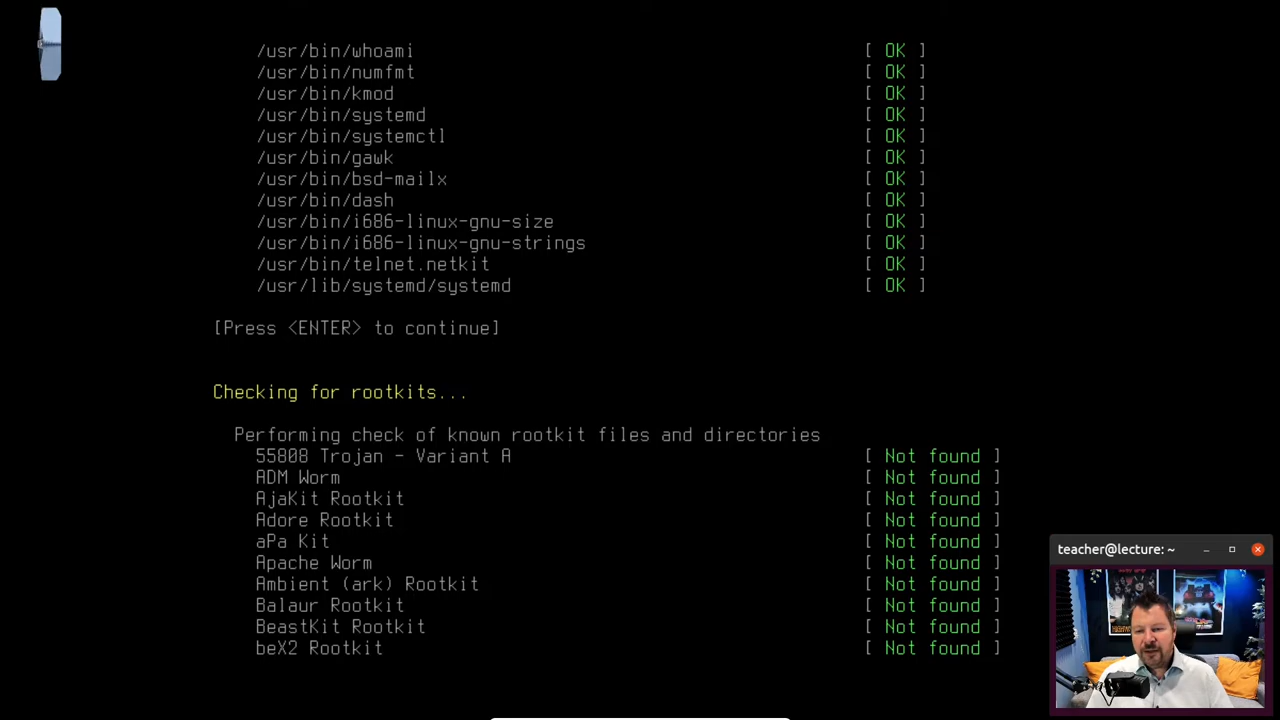 /usr/bin/whoami [ OK ]
/usr/bin/numfmt [ OK ]
/usr/bin/kmod [ OK ]
/usr/bin/systemd [ OK ]
/usr/bin/systemctl [ OK ]
/usr/bin/gawk [ OK ]
/usr/bin/bsd-mailx [ OK ]
/usr/bin/dash [ OK ]
/usr/bin/i686-linux-gnu-size [ OK ]
/usr/bin/i686-linux-gnu-strings [ OK ]
/usr/bin/telnet.netkit [ OK ]
/usr/lib/systemd/systemd [ OK ]
[Press <ENTER> to continue]
Checking for rootkits...
Performing check of known rootkit files and directories
55808 Trojan - Variant A [ Not found ]
ADM Worm [ Not found ]
AjaKit Rootkit [ Not found ]
Adore Rootkit [ Not found ]
aPa Kit [ Not found ]
Apache Worm [ Not found ]
Ambient (ark) Rootkit [ Not found ]
Balaur Rootkit [ Not found ]
BeastKit Rootkit [ Not found ]
beX2 Rootkit [ Not found ]
teacher@lecture: ~